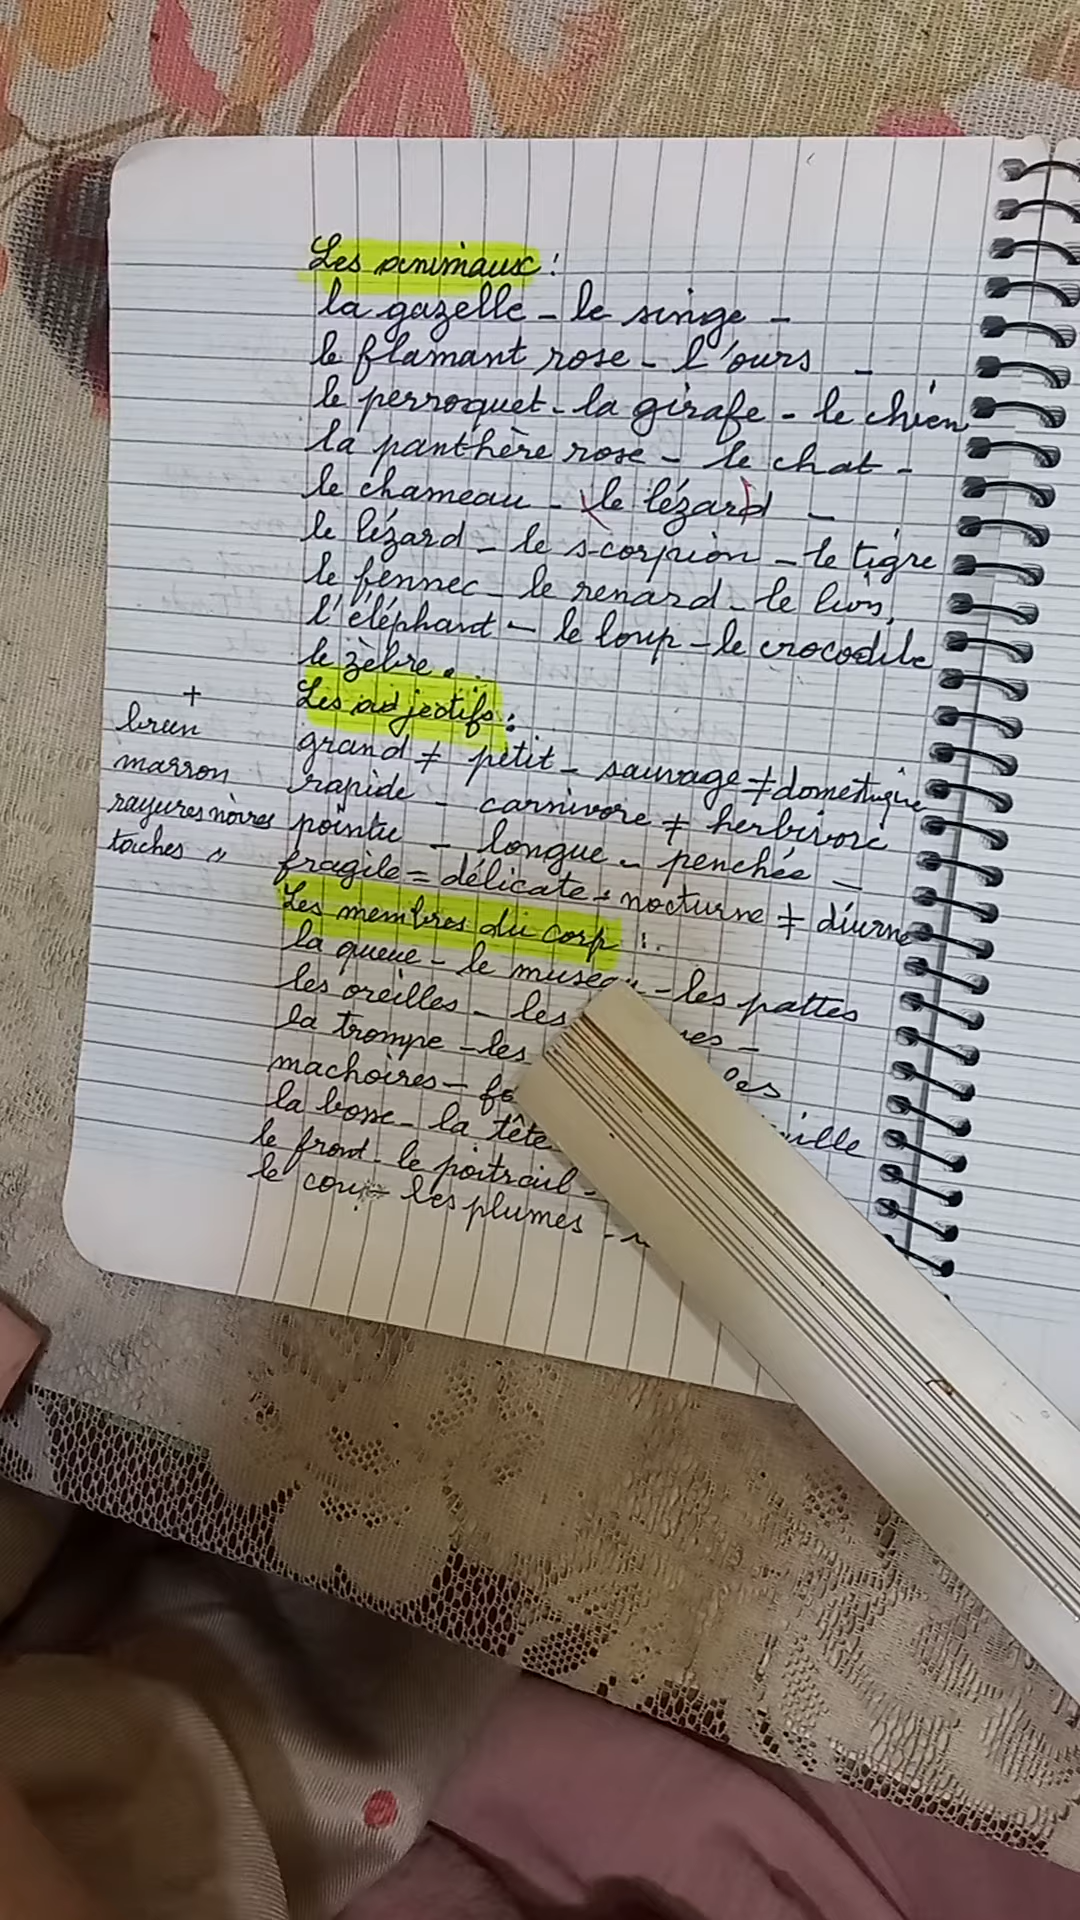 Les animaux :
la gazelle - le singe -
le flamant rose - l'ours -
le perroquet - la girafe - le chien
la panthère rose - le chat -
le chameau - (le lézard) -
le lézard - le scorpion - le tigre
le fennec - le renard - le lion,
l'éléphant - le loup - le crocodile
le zèbre.
Les adjectifs :
grand ≠ petit - sauvage ≠ dometique
rapide - carnivore ≠ herbivore
pointu - longue - penchée -
fragile = délicate - nocturne ≠ diurne
+
brun
marron
rayures noires
taches "
Les membres du corp :
la queue - le museau - les pattes
les oreilles - les
la trompe - les les
machoires -
la bosse - la tête
le front - le poitrail -
le cou - les plumes -